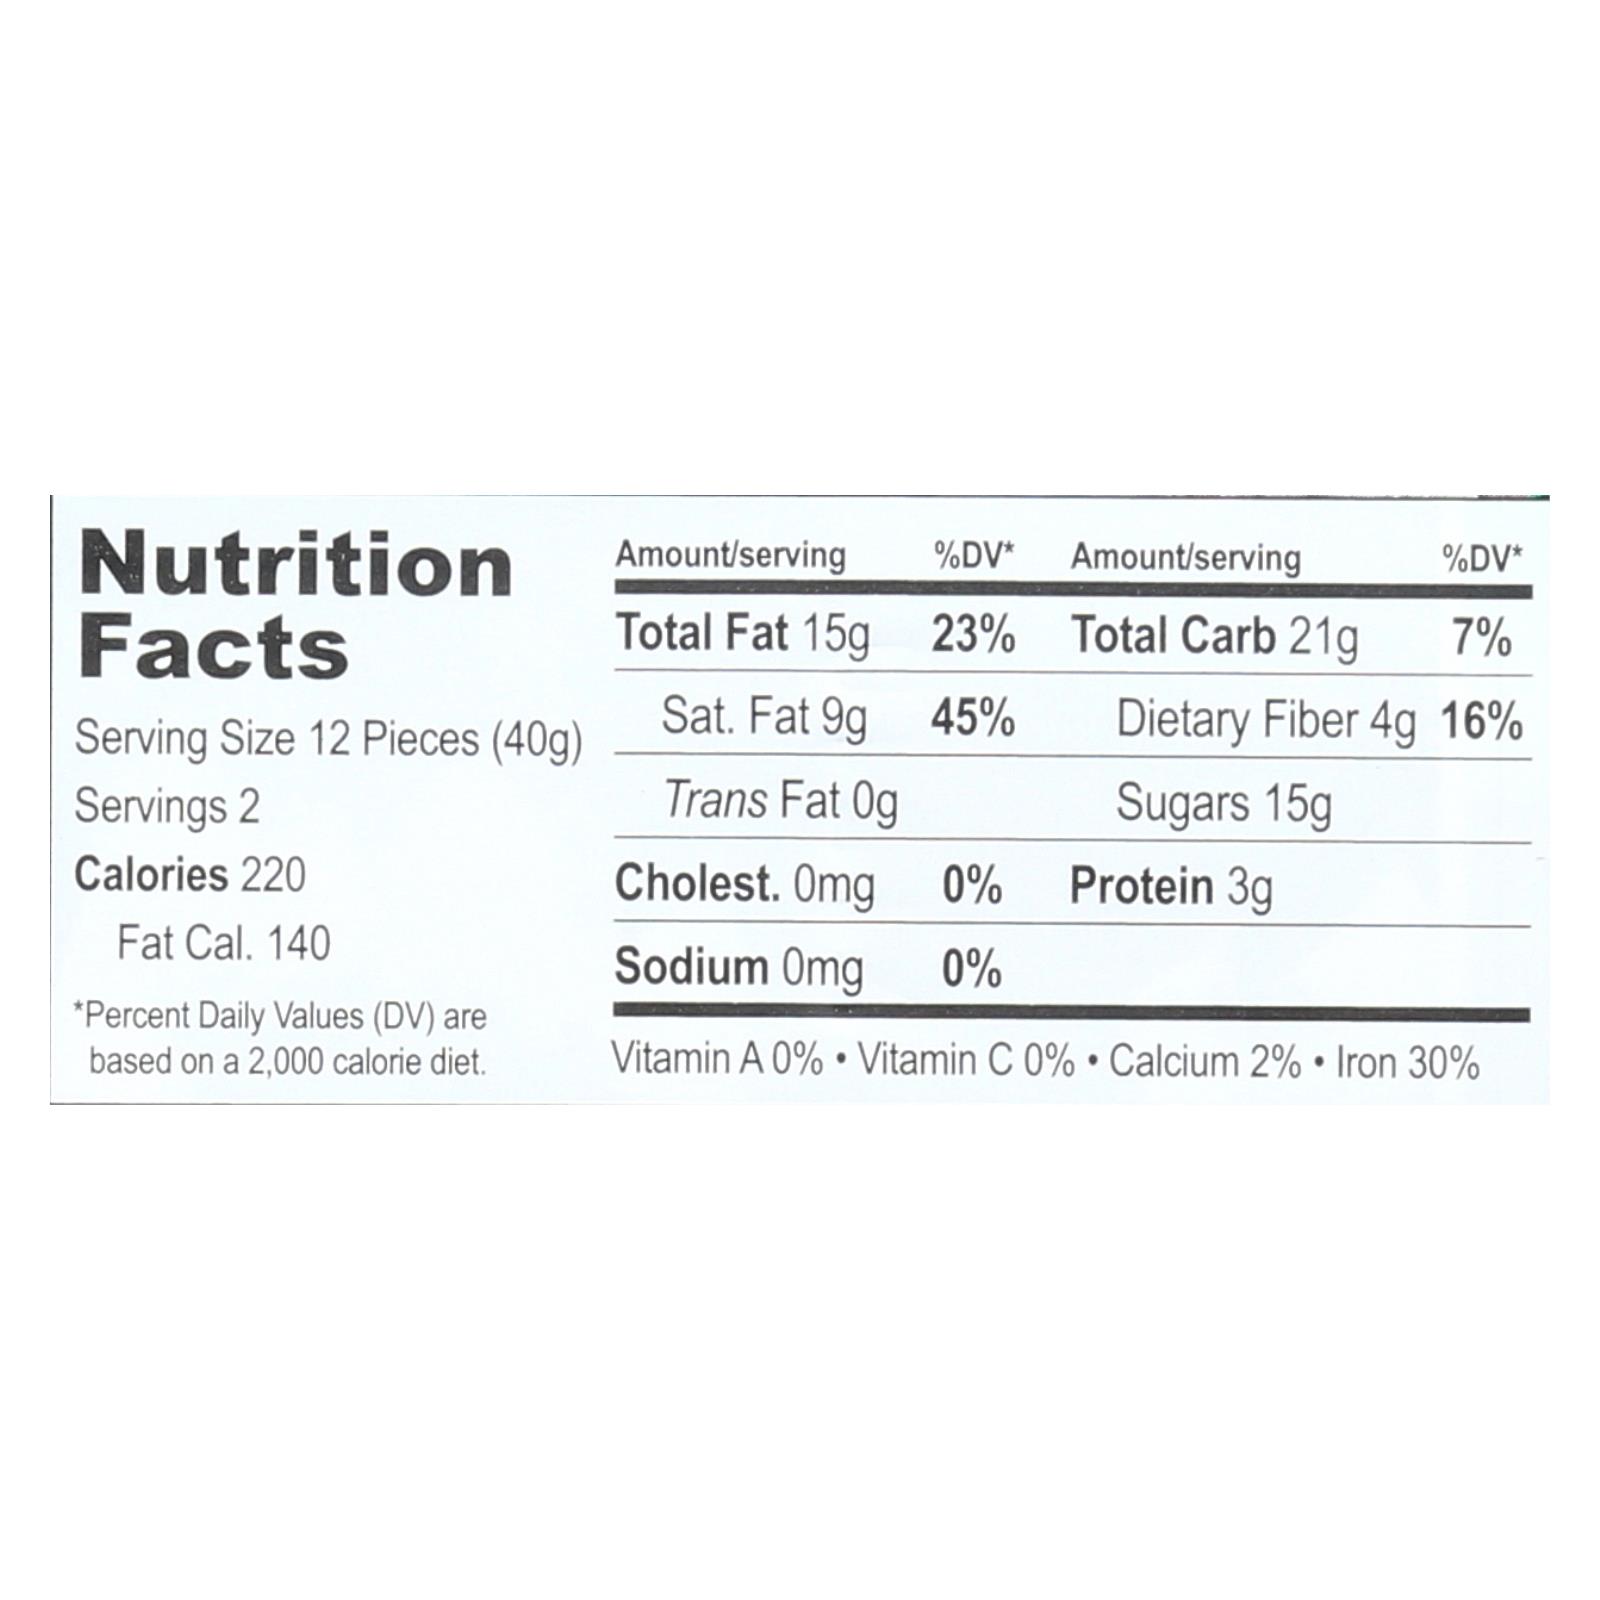 Nutrition
Facts
Serving Size 12 Pieces (40g)
Servings 2
Calories 220
Fat Cal. 140
*Percent Daily Values (DV) are
based on a 2,000 calorie diet.
Amount/serving %DV* Amount/serving %DV*
Total Fat 15g 23% Total Carb 21g 7%
Sat. Fat 9g 45% Dietary Fiber 4g 16%
Trans Fat 0g Sugars 15g
Cholest. 0mg 0% Protein 3g
Sodium 0mg 0%
Vitamin A 0% • Vitamin C 0% • Calcium 2% • Iron 30%